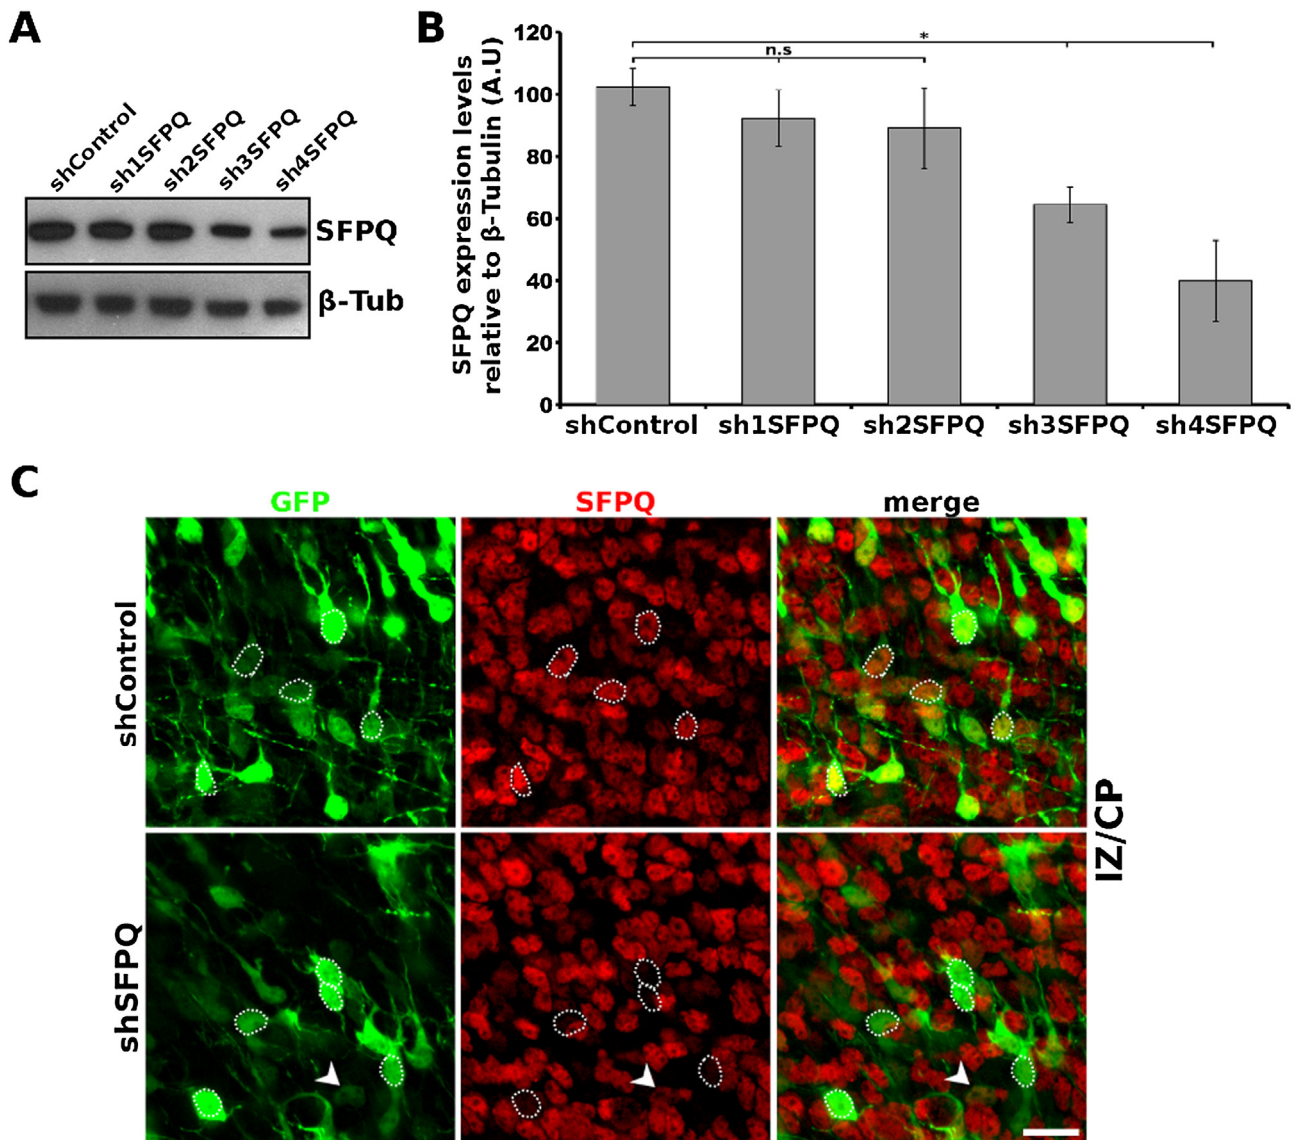 A
shControl
sh1SFPQ
sh2SFPQ
sh3SFPQ
sh4SFPQ
SFPQ
β-Tub
B
SFPQ expression levels
relative to β-Tubulin (A.U)
120
100
80
60
40
20
0
*
n.s
shControl
sh1SFPQ
sh2SFPQ
sh3SFPQ
sh4SFPQ
C
GFP
SFPQ
merge
shControl
shSFPQ
IZ/CP